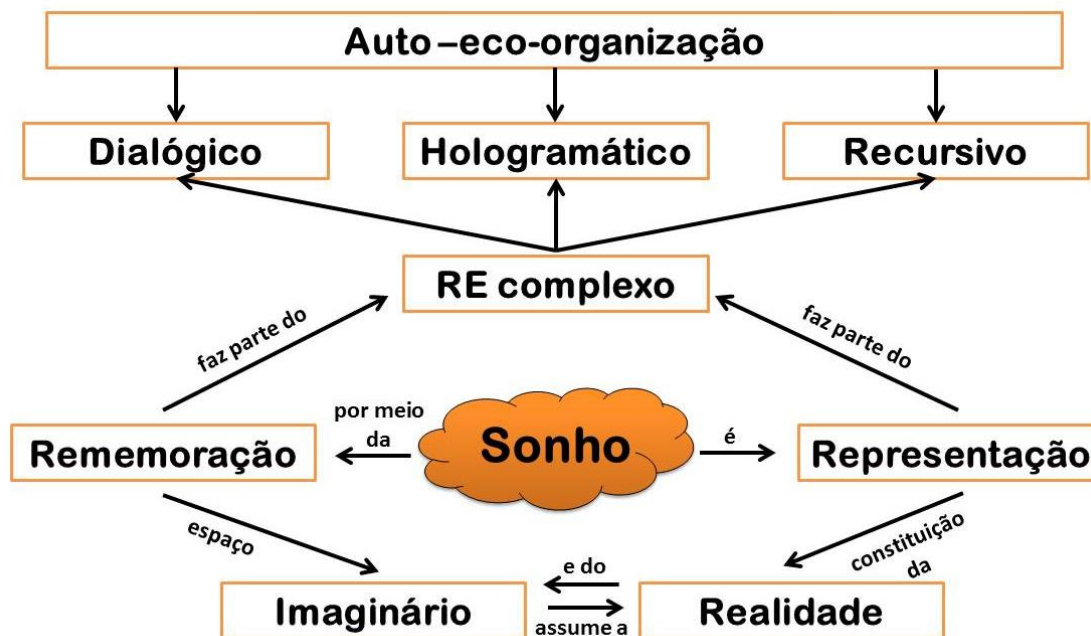 Auto –eco-organização
Dialógico
Hologramático
Recursivo
RE complexo
faz parte do
faz parte do
por meio
da
Sonho
é
Rememoração
Representação
espaço
constituição
da
e do
Imaginário
Realidade
assume a